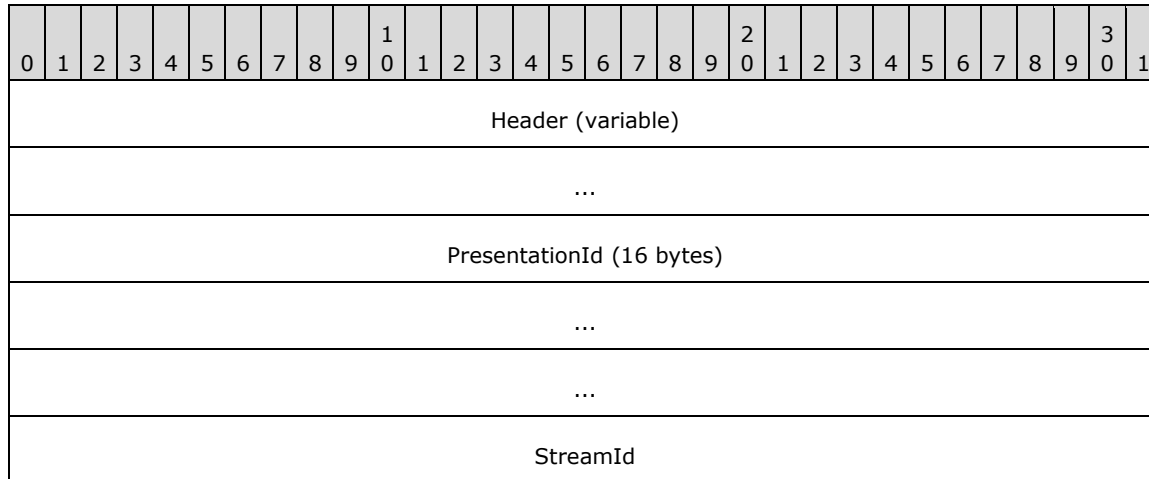 1 2 3
0 1 2 3 4 5 6 7 8 9 0 1 2 3 4 5 6 7 8 9 0 1 2 3 4 5 6 7 8 9 0 1
Header (variable)
...
PresentationId (16 bytes)
...
...
StreamId